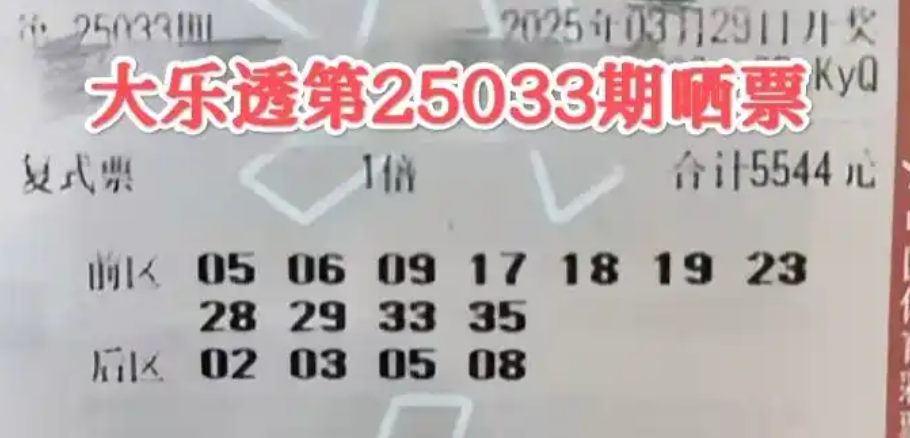 第 25033期
2025年03月29日开奖
KyQ
大乐透第25033期晒票
复式票 1倍 合计5544元
前区 05 06 09 17 18 19 23
28 29 33 35
后区 02 03 05 08